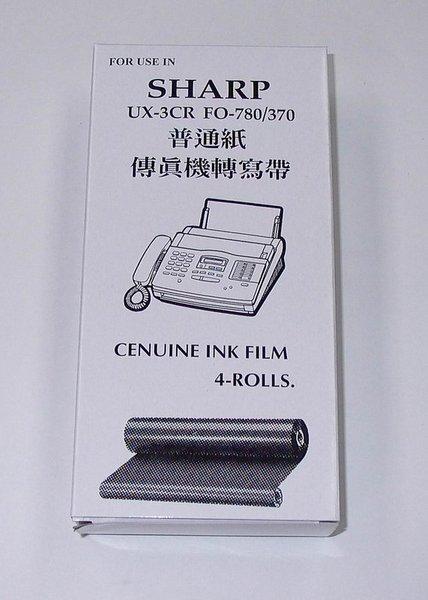 FOR USE IN
SHARP
UX-3CR FO-780/370
普通紙
傳眞機轉寫帶
CENUINE INK FILM
4-ROLLS.